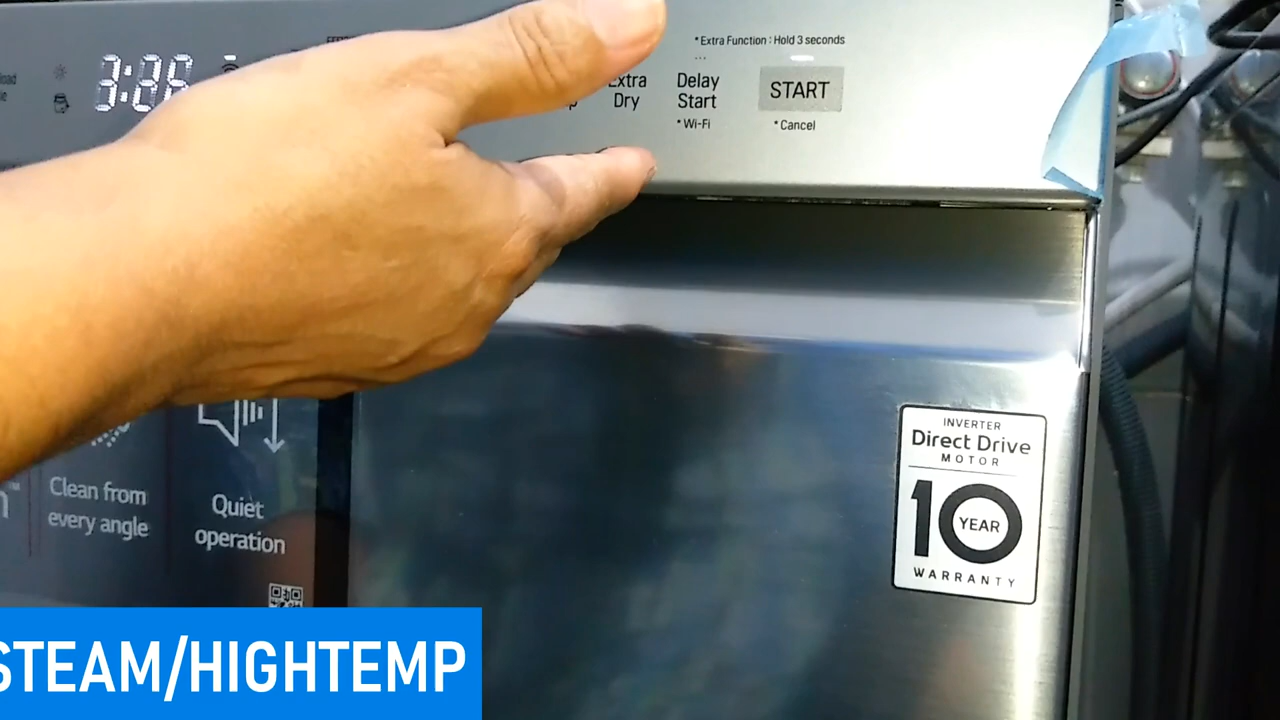 * Extra Function : Hold 3 seconds
3:28
Extra
Dry
Delay
Start
* Wi-Fi
START
* Cancel
INVERTER
Direct Drive
MOTOR
10
YEAR
WARRANTY
Clean from
every angle
Quiet
operation
STEAM/HIGHTEMP